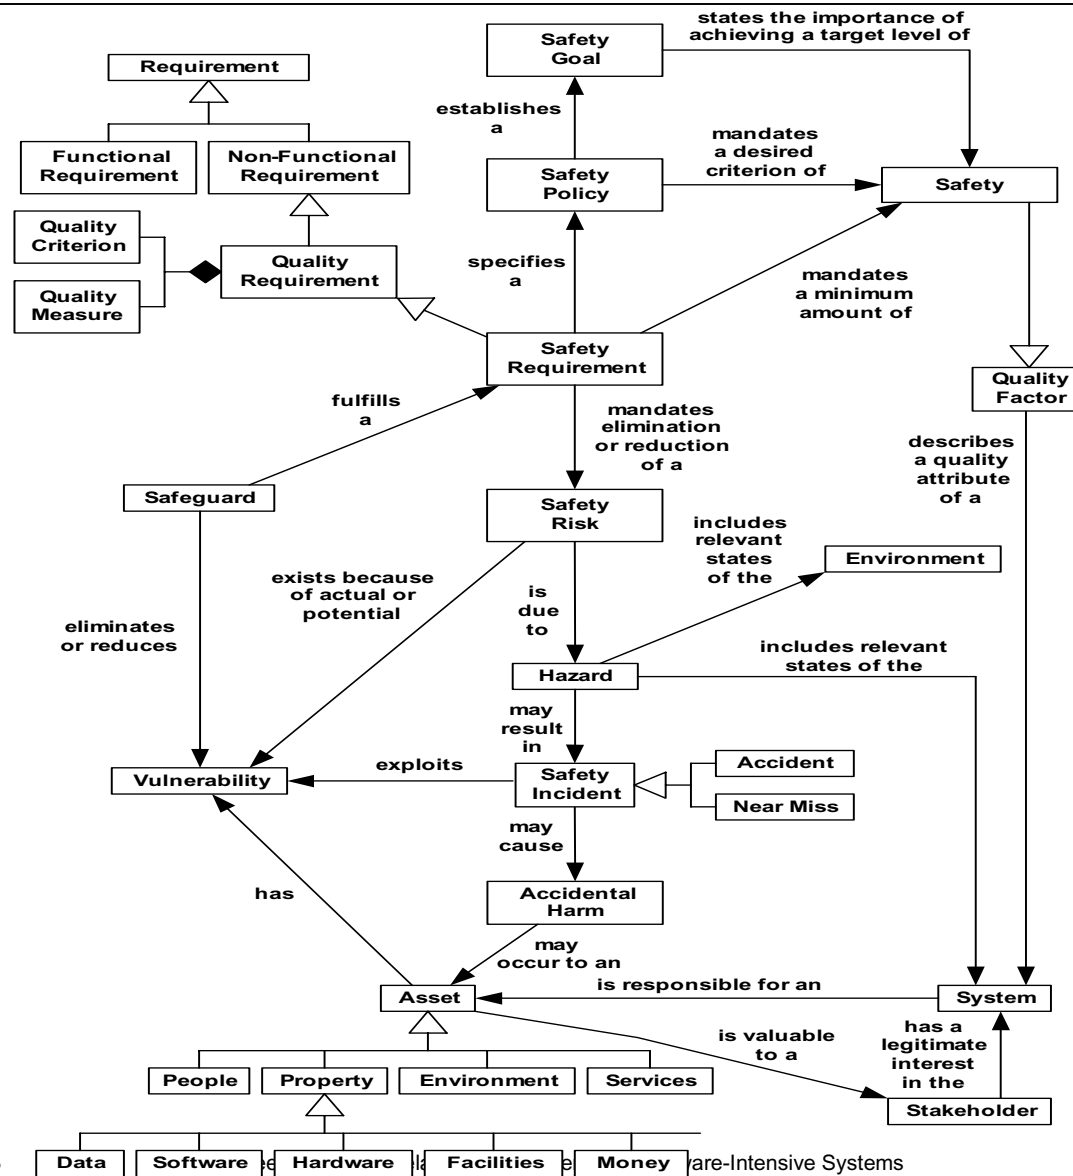 states the importance of
achieving a target level of
Safety
Goal
Requirement
establishes
a
mandates
a desired
criterion of
Functional
Requirement
Non-Functional
Requirement
Safety
Policy
Safety
Quality
Criterion
Quality
Requirement
specifies
a
mandates
a minimum
amount of
Quality
Measure
Safety
Requirement
Quality
Factor
fulfills
a
mandates
elimination
or reduction
of a
describes
a quality
attribute
of a
Safeguard
Safety
Risk
includes
relevant
states
of the
Environment
exists because
of actual or
potential
is
due
to
eliminates
or reduces
includes relevant
states of the
Hazard
may
result
in
Vulnerability
exploits
Safety
Incident
Accident
Near Miss
may
cause
has
Accidental
Harm
may
occur to an
is responsible for an
Asset
System
is valuable
to a
has a
legitimate
interest
in the
People
Property
Environment
Services
Stakeholder
Data
Software
Hardware
Facilities
Money
ware-Intensive Systems